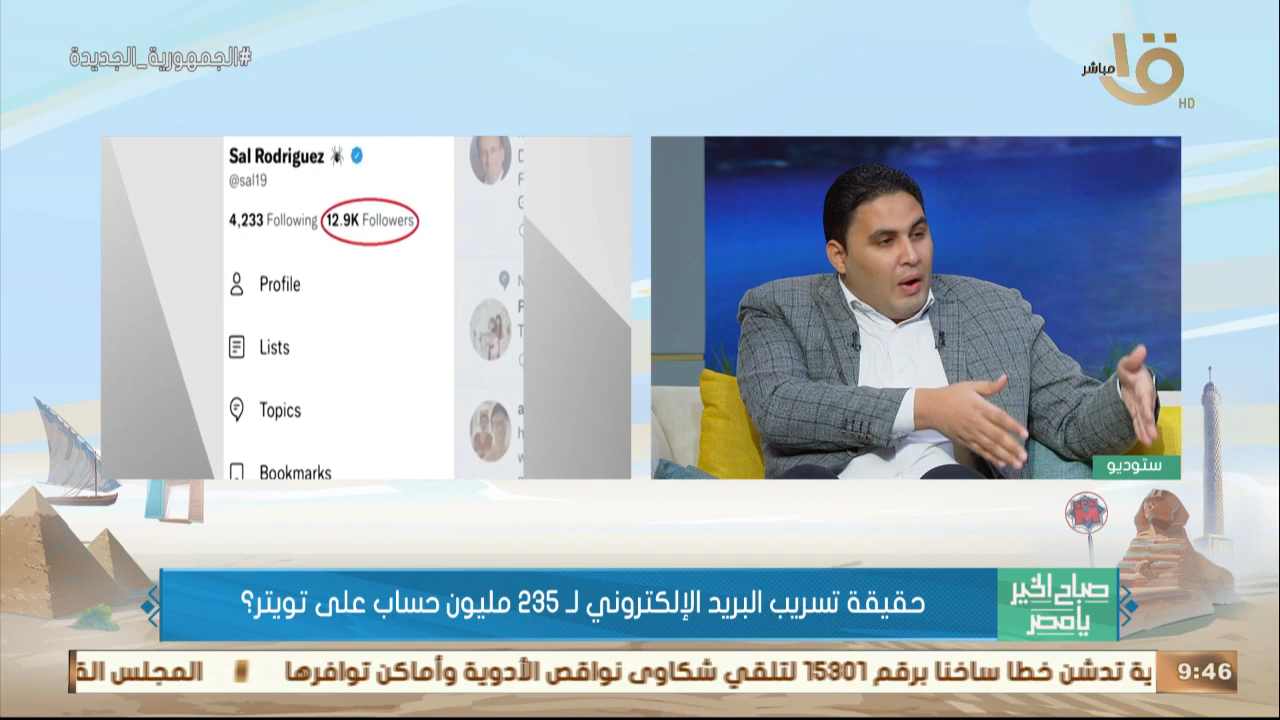 #الجمهورية_الجديدة
مباشر
HD
Sal Rodriguez
@sal19
4,233 Following 12.9K Followers
Profile
Lists
Topics
Bookmarks
ستوديو
حقيقة تسريب البريد الإلكتروني لـ 235 مليون حساب على تويتر؟
صباح الخير
يا مصر
ية تدشن خطا ساخنا برقم 15301 لتلقي شكاوى نواقص الأدوية وأماكن توافرها
المجلس الق
9:46